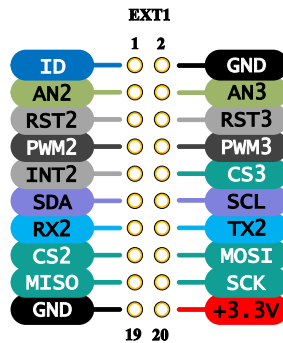 EXT1
1 2
ID GND
AN2 AN3
RST2 RST3
PWM2 PWM3
INT2 CS3
SDA SCL
RX2 TX2
CS2 MOSI
MISO SCK
GND +3.3V
19 20